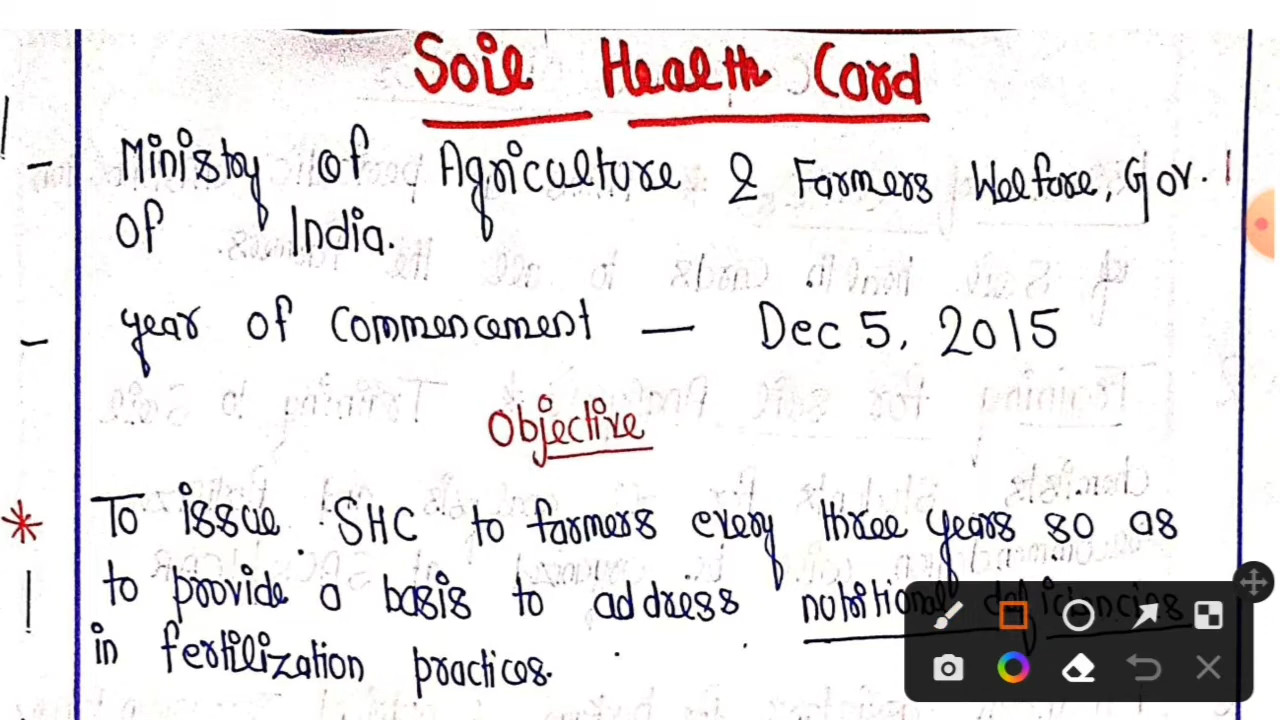 Soil Health Card
- Ministry of Agriculture & Farmers Welfare, Gov.
of India.
- year of commencement — Dec 5, 2015
Objective
* To issue SHC to farmers every three years so as
to provide a basis to address nutritional deficiencies
in fertilization practices.